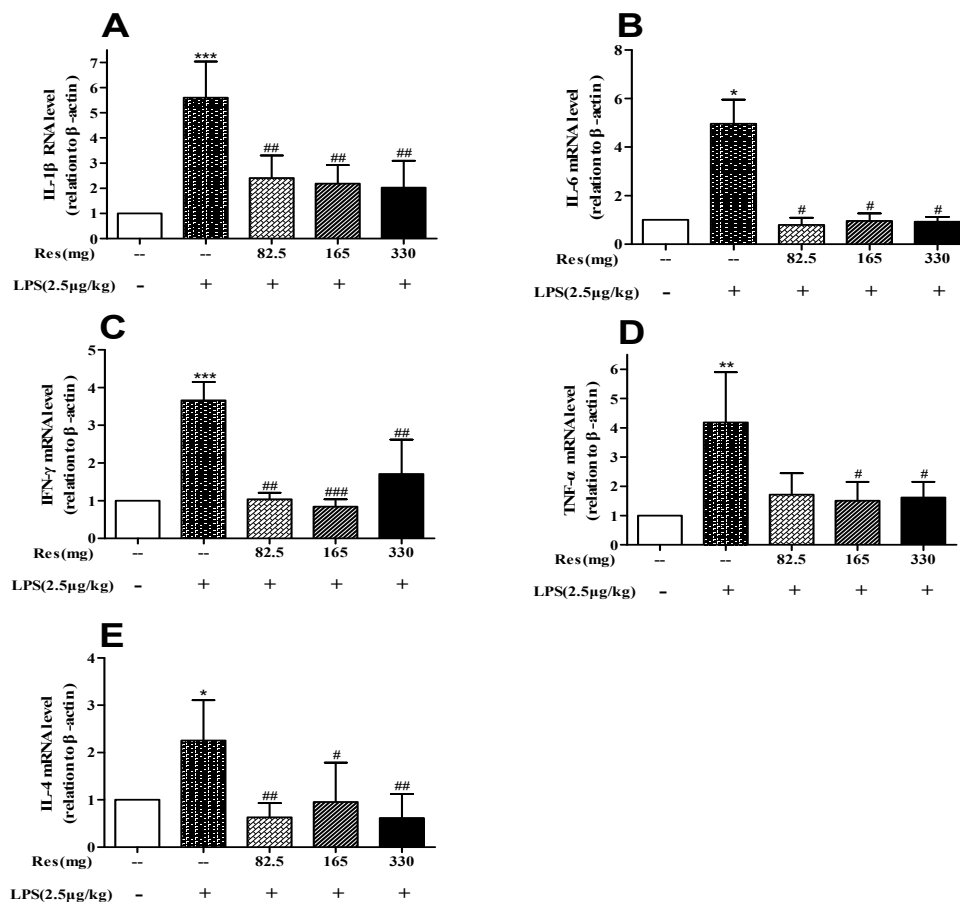 A
IL-1β RNA level
(relation to β-actin)
7
6
5
4
3
2
1
0
***
##
##
##
Res(mg) -- -- 82.5 165 330
LPS(2.5μg/kg) - + + + +
B
IL-6 mRNA level
(relation to β-actin)
8
6
4
2
0
*
#
#
#
Res(mg) -- -- 82.5 165 330
LPS(2.5μg/kg) - + + + +
C
IFN-γ mRNA level
(relation to β-actin)
5
4
3
2
1
0
***
##
###
##
Res(mg) -- -- 82.5 165 330
LPS(2.5μg/kg) - + + + +
D
TNF-α mRNA level
(relation to β-actin)
6
5
4
3
2
1
0
**
#
#
Res(mg) -- -- 82.5 165 330
LPS(2.5μg/kg) - + + + +
E
IL-4 mRNA level
(relation to β-actin)
4
3
2
1
0
*
##
#
##
Res(mg) -- -- 82.5 165 330
LPS(2.5μg/kg) - + + + +